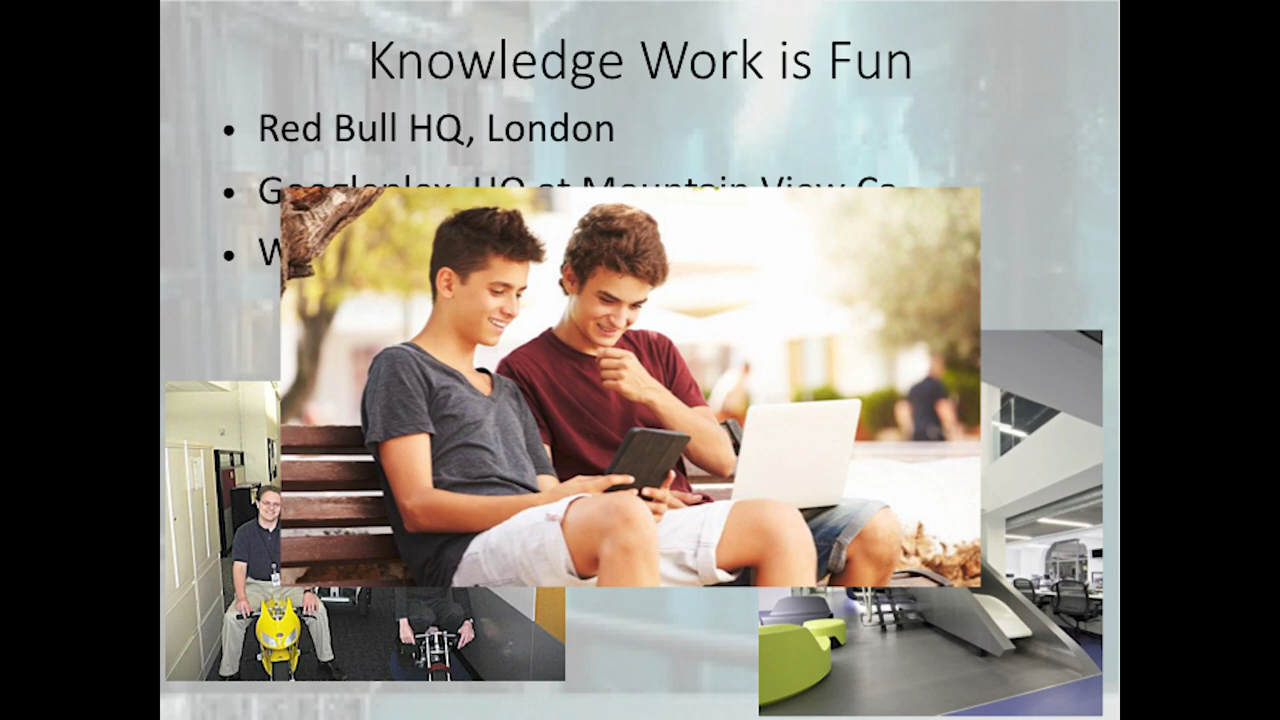 Knowledge Work is Fun
• Red Bull HQ, London
• Googleplex, HQ at Mountain View Ca